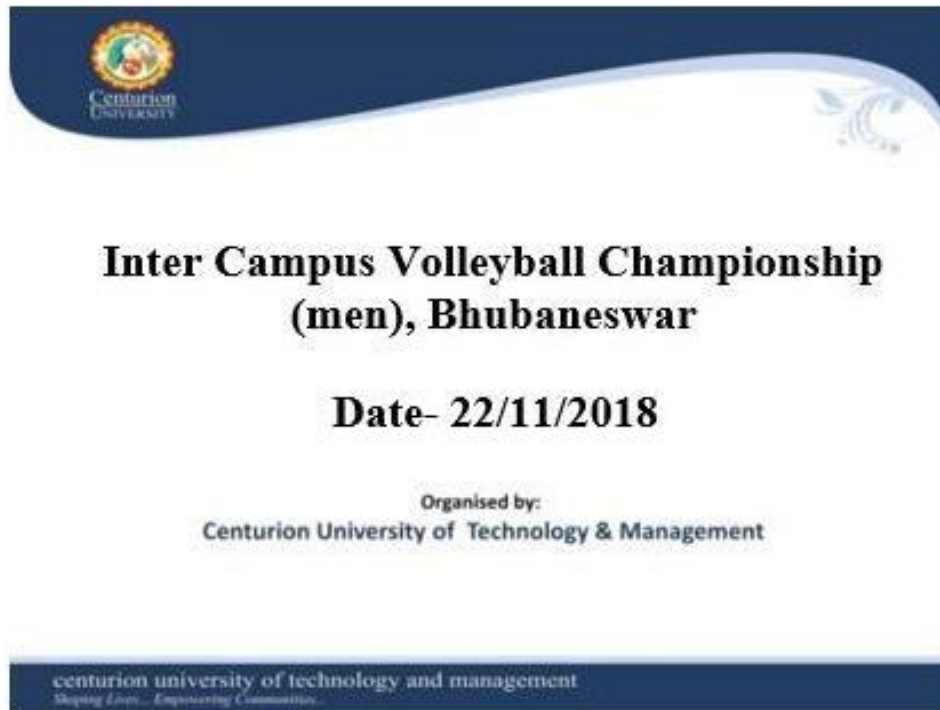 Centurion
UNIVERSITY
Inter Campus Volleyball Championship
(men), Bhubaneswar
Date- 22/11/2018
Organised by:
Centurion University of Technology & Management
centurion university of technology and management
Shaping Lives... Empowering Communities...